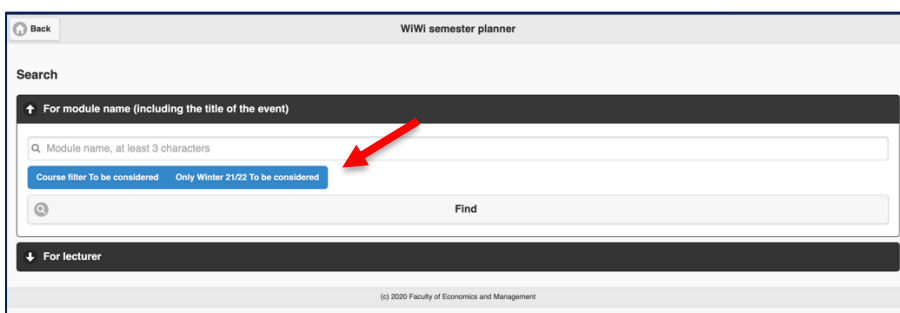 Back
WiWi semester planner
Search
For module name (including the title of the event)
Module name, at least 3 characters
Course filter To be considered Only Winter 21/22 To be considered
Find
For lecturer
(c) 2020 Faculty of Economics and Management